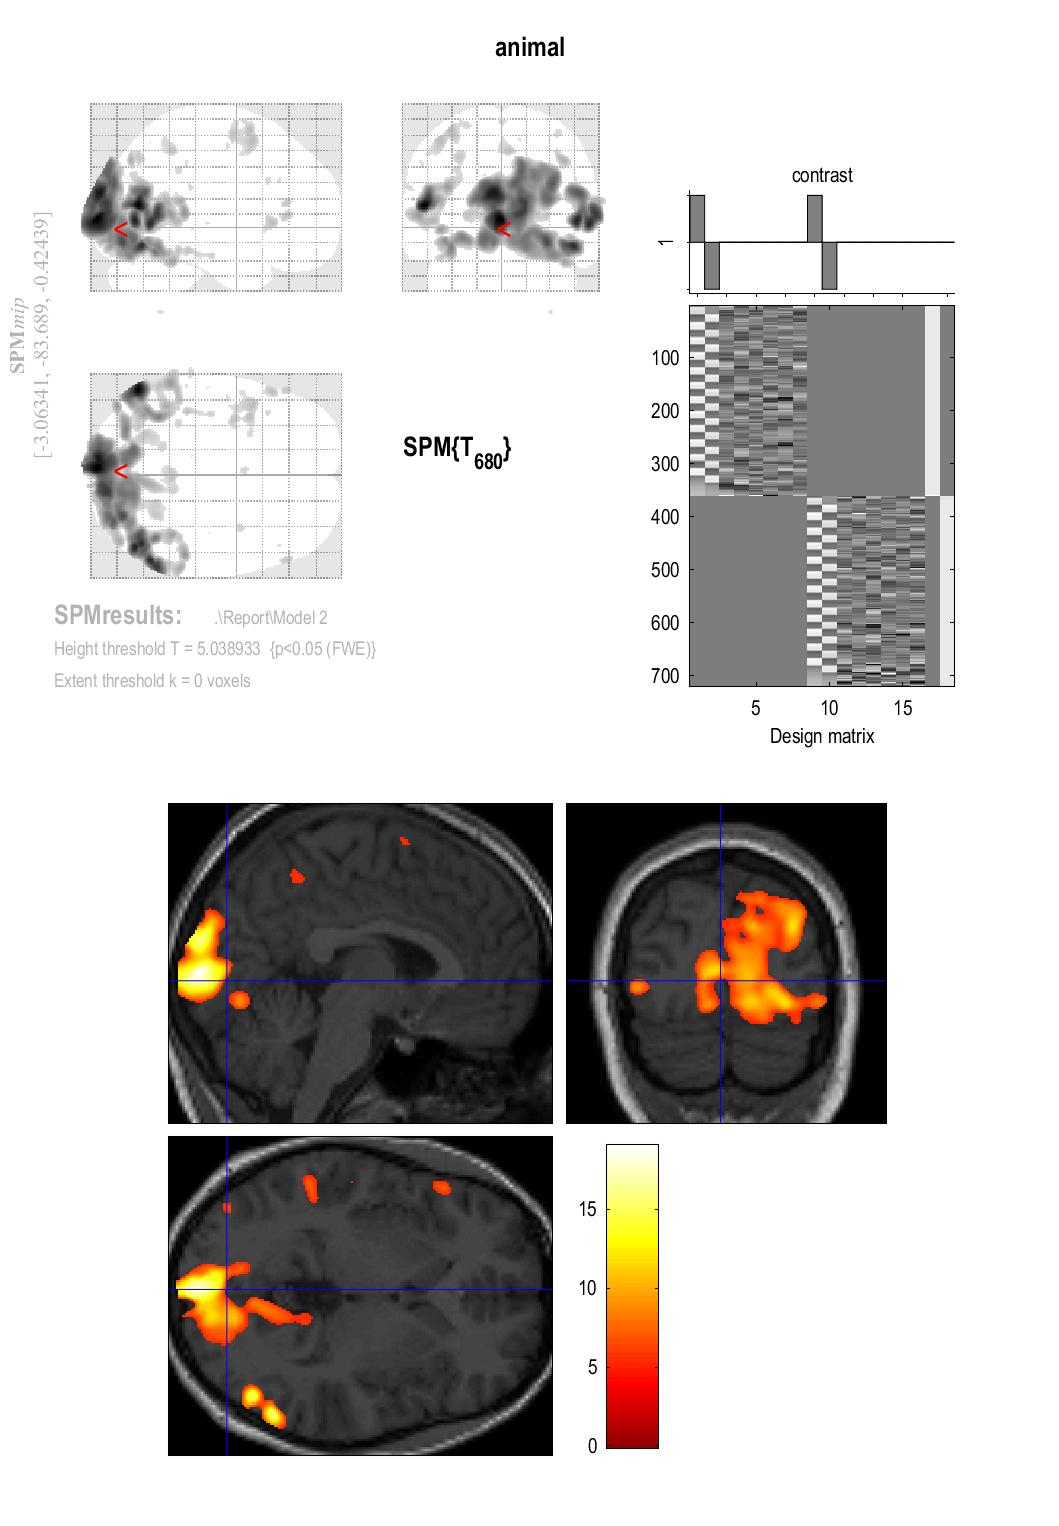 animal
SPMmip
[-3.06341, -83.689, -0.42439]
<
<
<
SPM{T680}
SPMresults: .\Report\Model 2
Height threshold T = 5.038933 {p<0.05 (FWE)}
Extent threshold k = 0 voxels
contrast
1
100
200
300
400
500
600
700
5 10 15
Design matrix
15
10
5
0